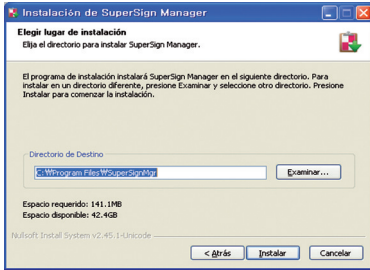 Instalación de SuperSign Manager
Elegir lugar de instalación
Elija el directorio para instalar SuperSign Manager.
El programa de instalación instalará SuperSign Manager en el siguiente directorio. Para
instalar en un directorio diferente, presione Examinar y seleccione otro directorio. Presione
Instalar para comenzar la instalación.
Directorio de Destino
C:₩Program Files₩SuperSignMgr
Examinar...
Espacio requerido: 141.1MB
Espacio disponible: 42.4GB
Nullsoft Install System v2.45.1-Unicode
< Atrás
Instalar
Cancelar